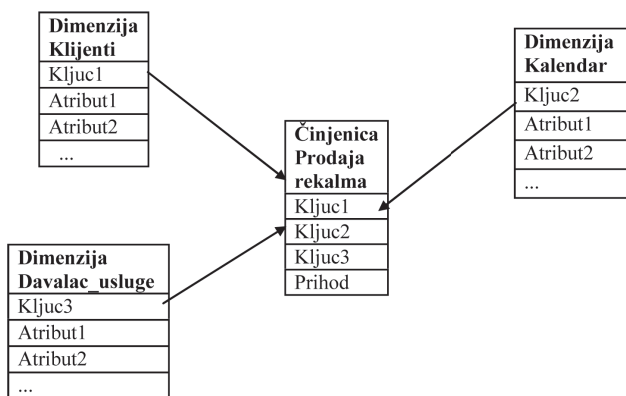 Dimenzija
Klijenti
Kljuc1
Atribut1
Atribut2
...
Dimenzija
Kalendar
Kljuc2
Atribut1
Atribut2
...
Činjenica
Prodaja
rekalma
Kljuc1
Kljuc2
Kljuc3
Prihod
Dimenzija
Davalac_usluge
Kljuc3
Atribut1
Atribut2
...